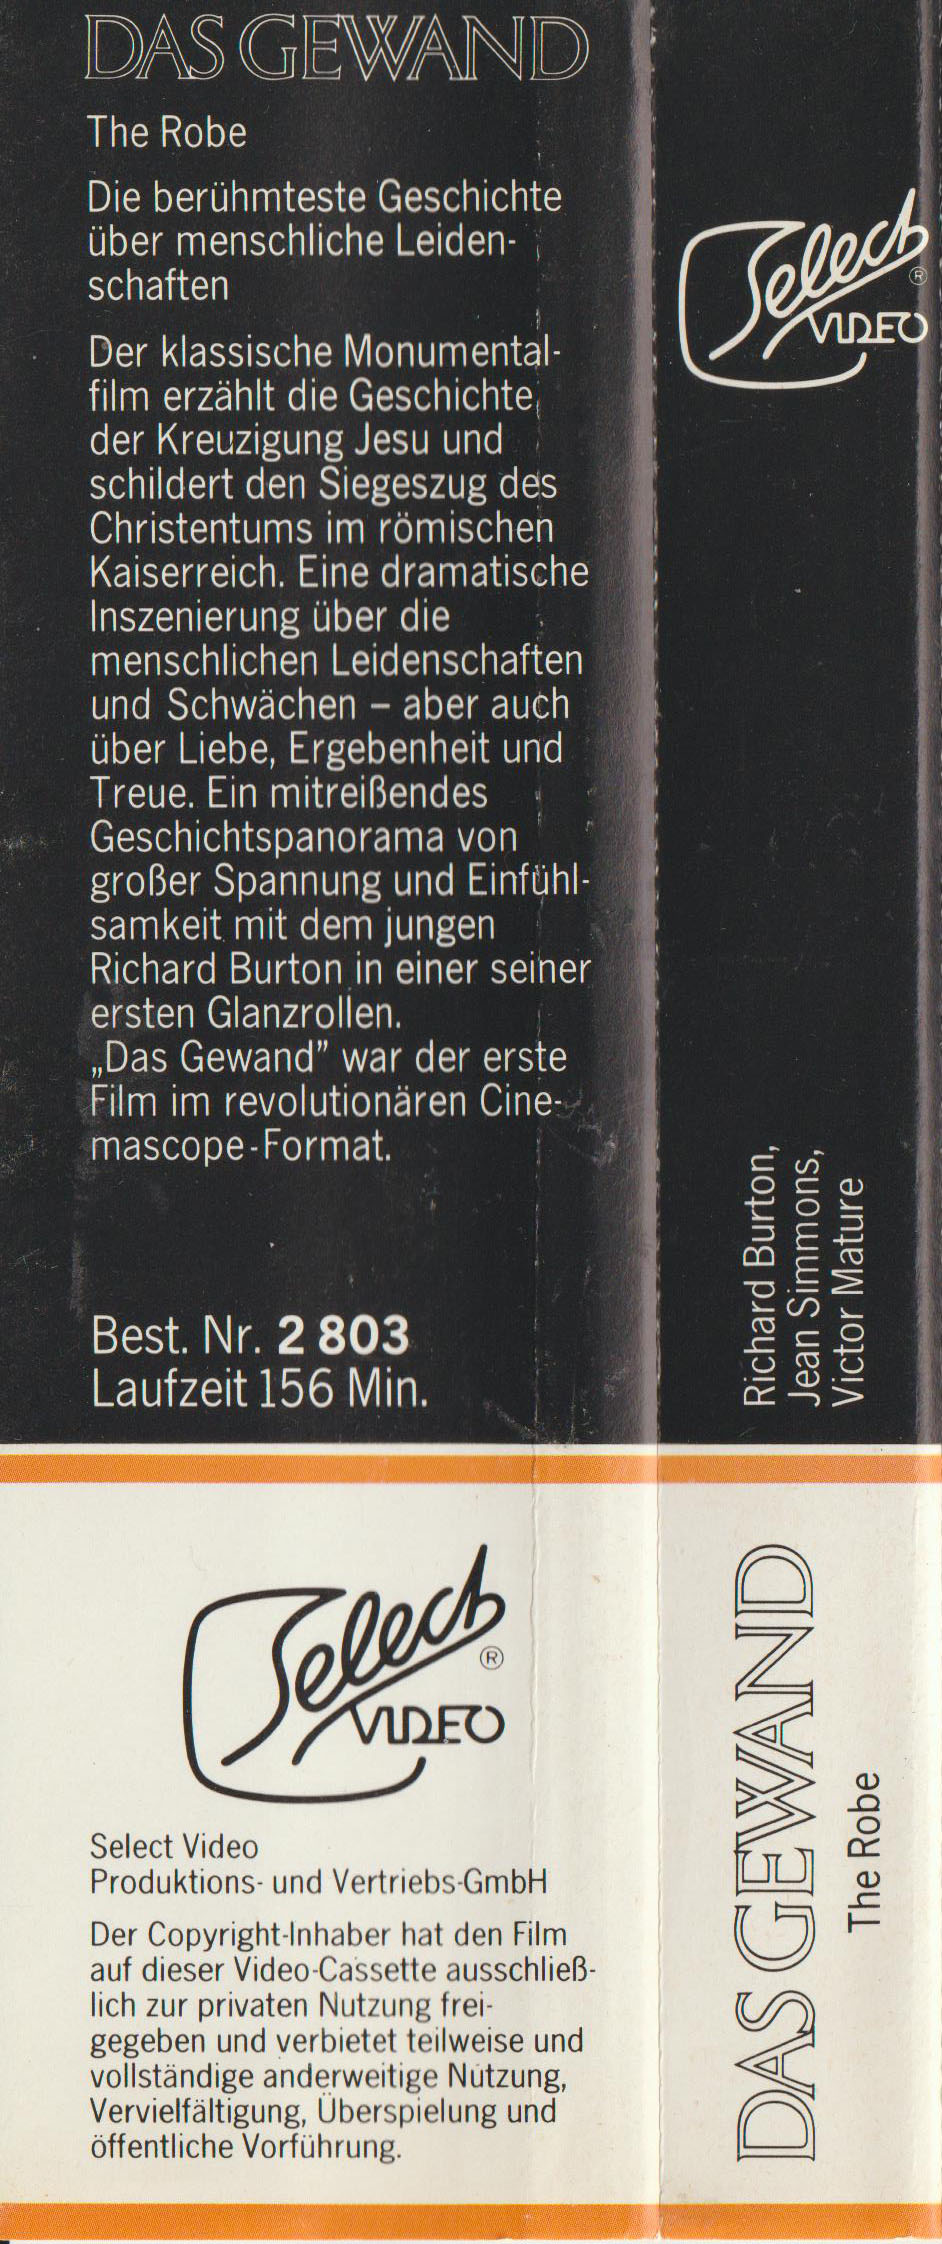 DAS GEWAND
The Robe
Die berühmteste Geschichte
über menschliche Leiden-
schaften
Der klassische Monumental-
film erzählt die Geschichte
der Kreuzigung Jesu und
schildert den Siegeszug des
Christentums im römischen
Kaiserreich. Eine dramatische
Inszenierung über die
menschlichen Leidenschaften
und Schwächen – aber auch
über Liebe, Ergebenheit und
Treue. Ein mitreißendes
Geschichtspanorama von
großer Spannung und Einfühl-
samkeit mit dem jungen
Richard Burton in einer seiner
ersten Glanzrollen.
„Das Gewand” war der erste
Film im revolutionären Cine-
mascope-Format.
Best. Nr. 2 803
Laufzeit 156 Min.
Select
®
VIDEO
Select Video
Produktions- und Vertriebs-GmbH
Der Copyright-Inhaber hat den Film
auf dieser Video-Cassette ausschließ-
lich zur privaten Nutzung frei-
gegeben und verbietet teilweise und
vollständige anderweitige Nutzung,
Vervielfältigung, Überspielung und
öffentliche Vorführung.
Select
®
VIDEO
Richard Burton,
Jean Simmons,
Victor Mature
DAS GEWAND
The Robe